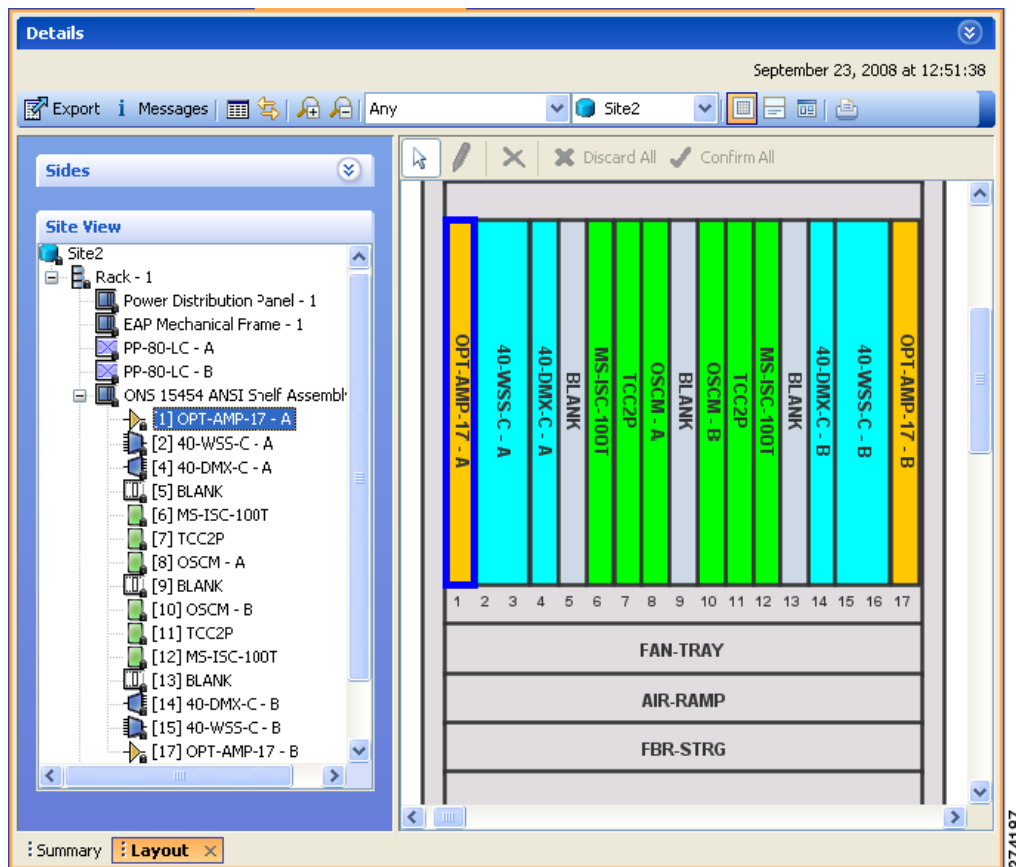 Details
September 23, 2008 at 12:51:38
Export i Messages Any Site2
Discard All Confirm All
Sides
Site View
Site2
Rack - 1
Power Distribution Panel - 1
EAP Mechanical Frame - 1
PP-80-LC - A
PP-80-LC - B
ONS 15454 ANSI Shelf Assembl
[1] OPT-AMP-17 - A
[2] 40-WSS-C - A
[4] 40-DMX-C - A
[5] BLANK
[6] MS-ISC-100T
[7] TCC2P
[8] OSCM - A
[9] BLANK
[10] OSCM - B
[11] TCC2P
[12] MS-ISC-100T
[13] BLANK
[14] 40-DMX-C - B
[15] 40-WSS-C - B
[17] OPT-AMP-17 - B
OPT-AMP-17 - A
40-WSS-C - A
40-DMX-C - A
BLANK
MS-ISC-100T
TCC2P
OSCM - A
BLANK
OSCM - B
TCC2P
MS-ISC-100T
BLANK
40-DMX-C - B
40-WSS-C - B
OPT-AMP-17 - B
1 2 3 4 5 6 7 8 9 10 11 12 13 14 15 16 17
FAN-TRAY
AIR-RAMP
FBR-STRG
Summary Layout
274187